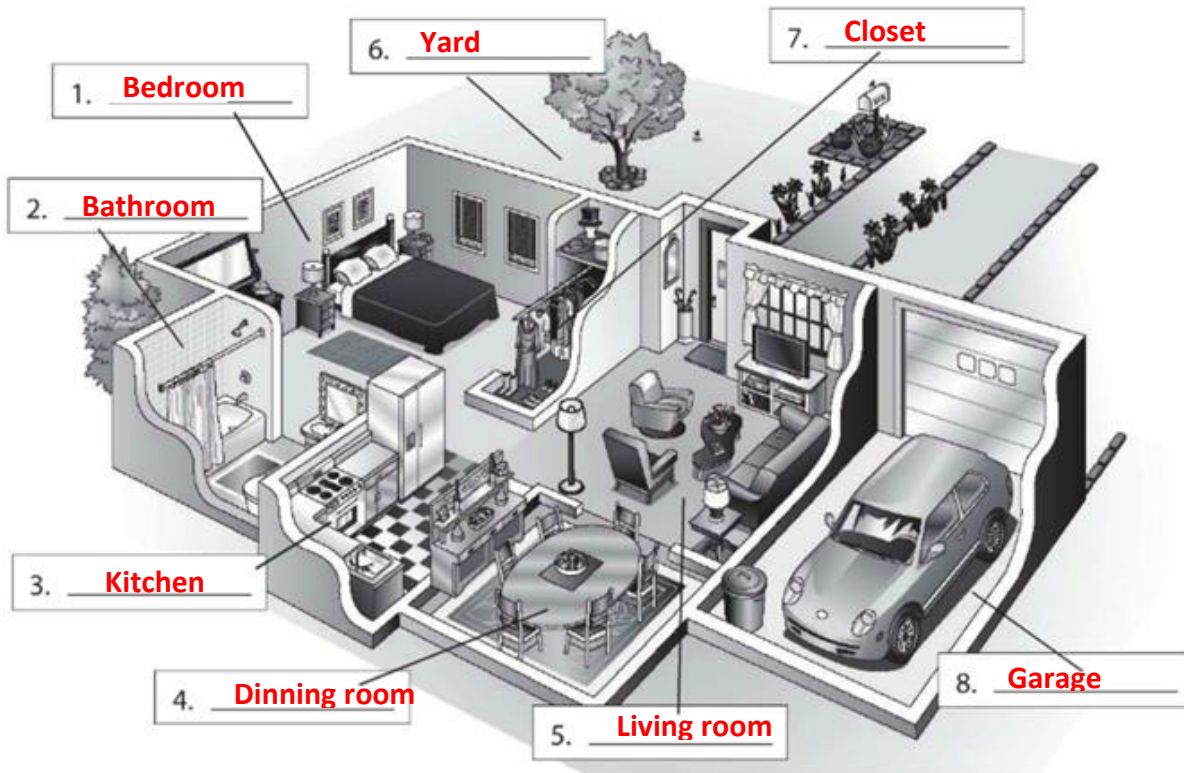 1. Bedroom
2. Bathroom
3. Kitchen
4. Dinning room
5. Living room
6. Yard
7. Closet
8. Garage